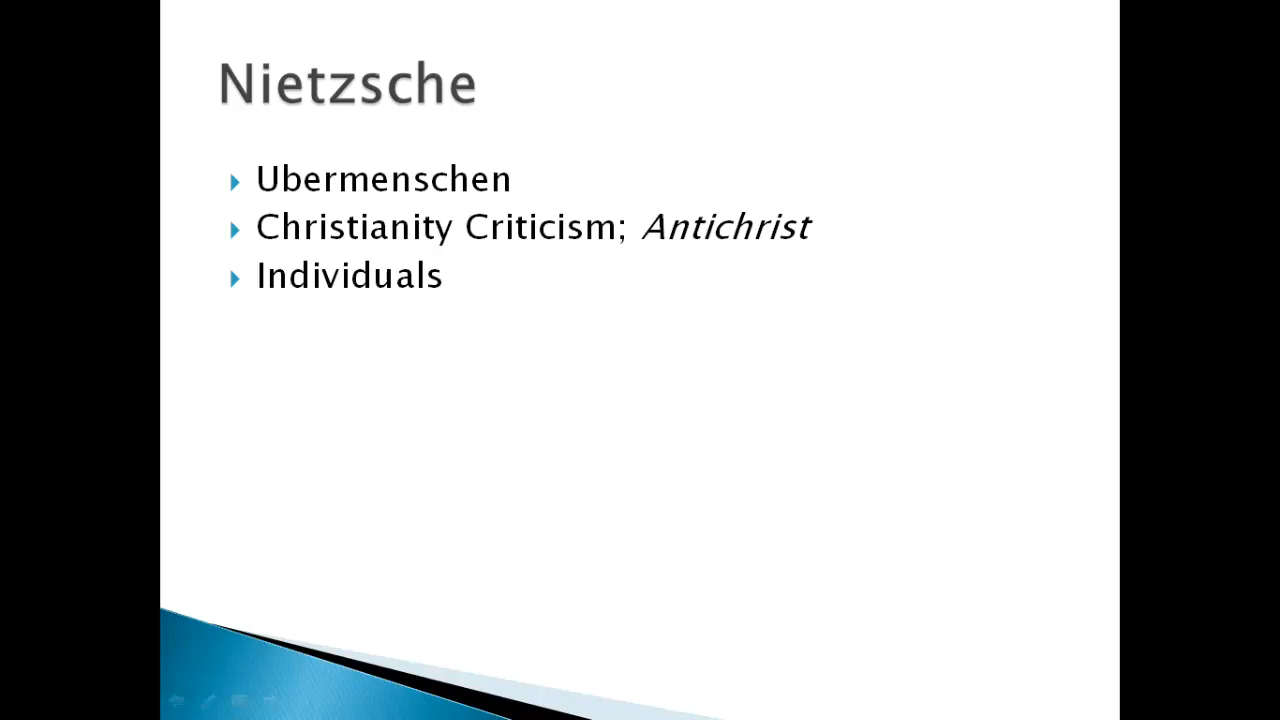 Nietzsche
Ubermenschen
Christianity Criticism; Antichrist
Individuals